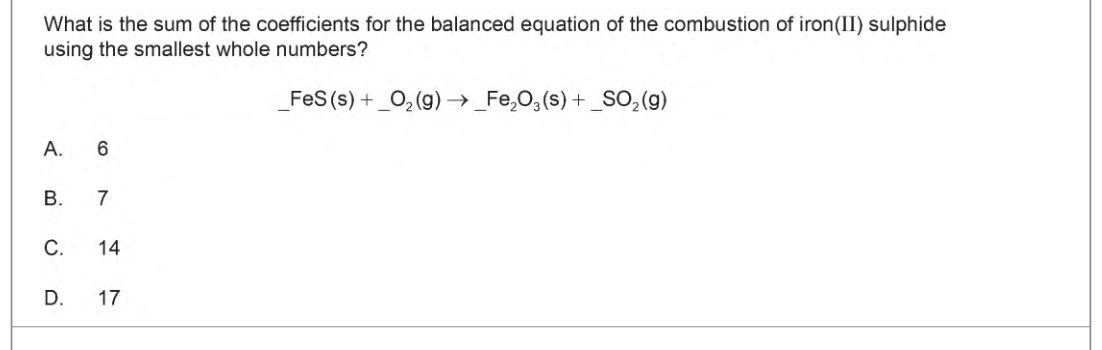 What is the sum of the coefficients for the balanced equation of the combustion of iron(II) sulphide
using the smallest whole numbers?
_FeS (s) + _O₂ (g) → _Fe₂O₃ (s) + _SO₂ (g)
A. 6
B. 7
C. 14
D. 17